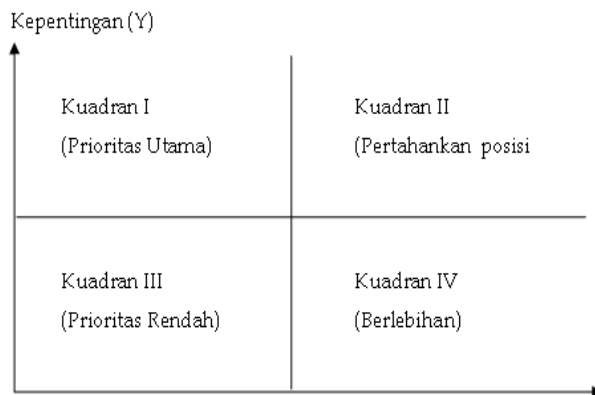 Kepentingan (Y)
Kuadran I
(Prioritas Utama)
Kuadran II
(Pertahankan posisi
Kuadran III
(Prioritas Rendah)
Kuadran IV
(Berlebihan)